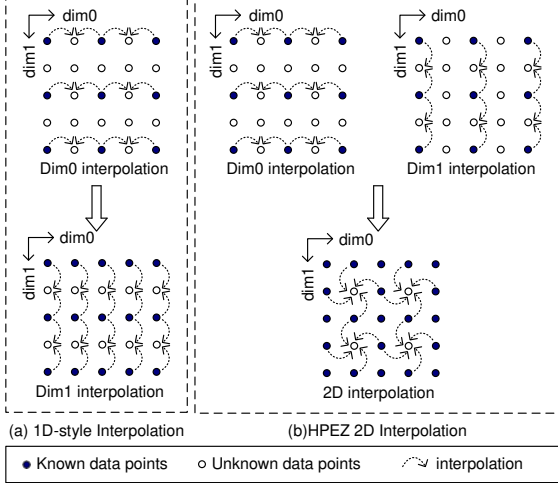 dim0
dim1
Dim0 interpolation
dim0
dim1
Dim1 interpolation
(a) 1D-style Interpolation
dim0
dim1
Dim0 interpolation
dim0
dim1
Dim1 interpolation
dim0
dim1
2D interpolation
(b)HPEZ 2D Interpolation
Known data points
Unknown data points
interpolation